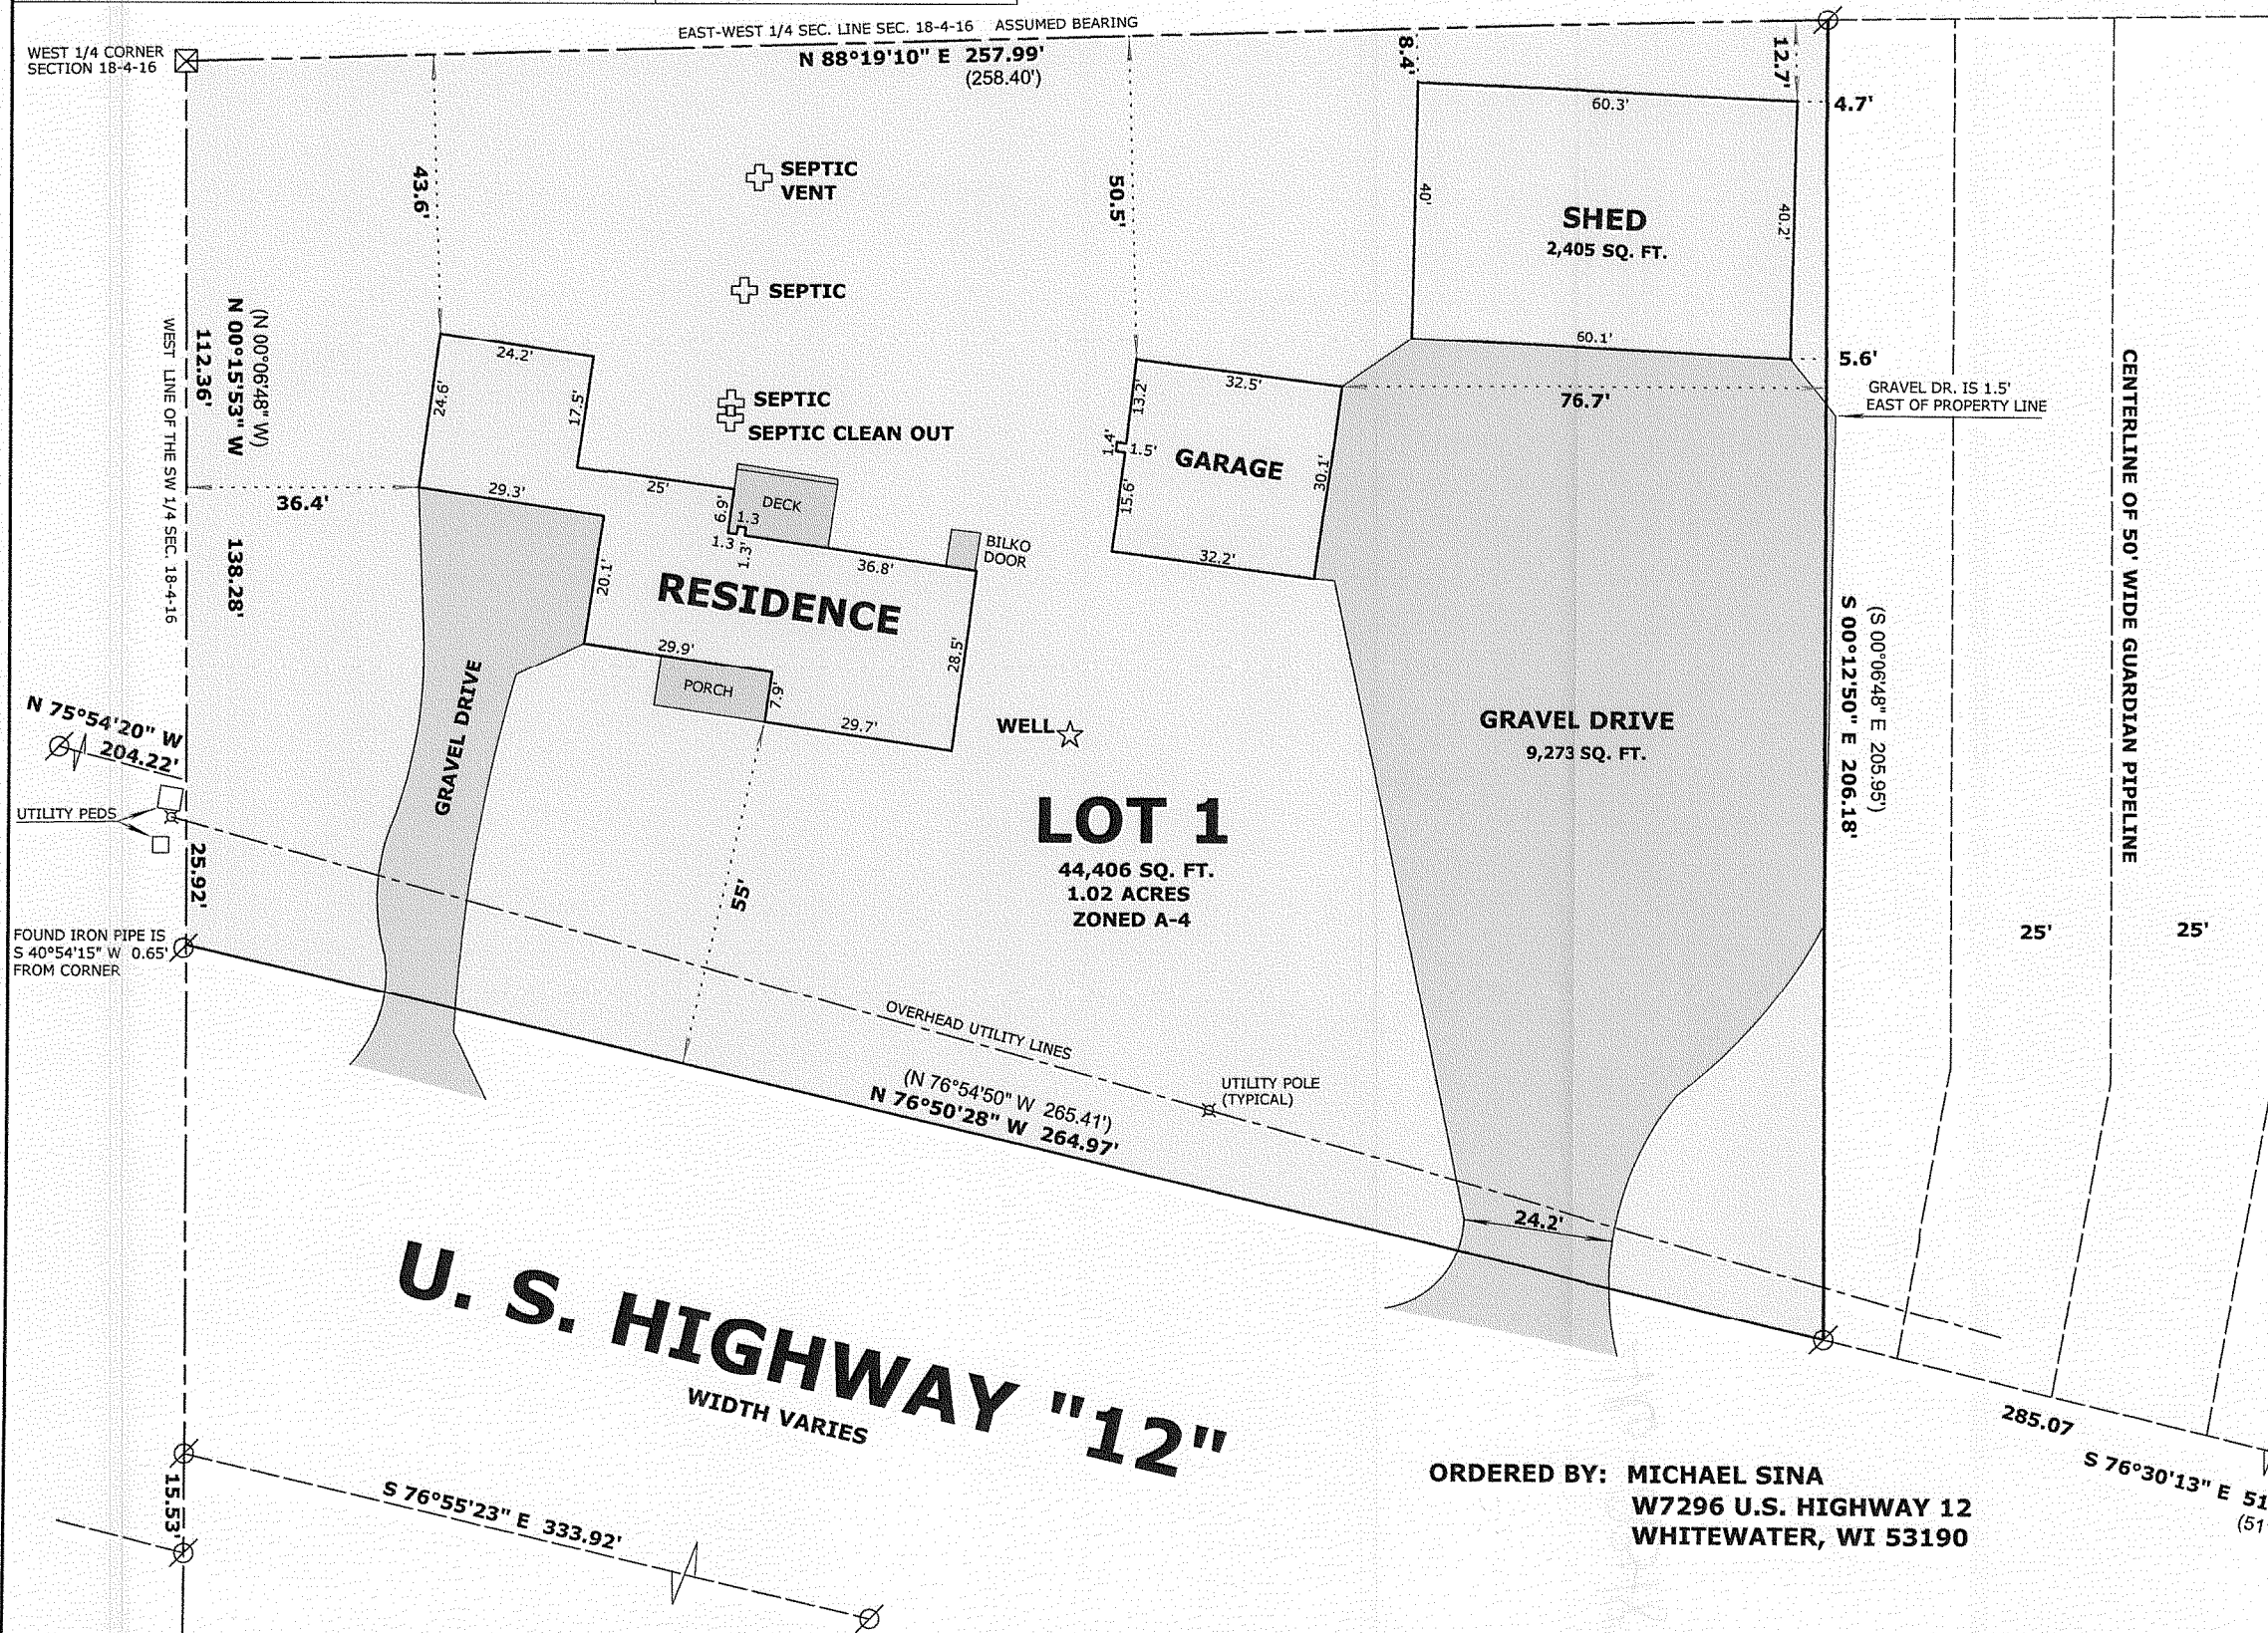 EAST-WEST 1/4 SEC. LINE SEC. 18-4-16 ASSUMED BEARING
WEST 1/4 CORNER
SECTION 18-4-16
N 88°19'10" E 257.99'
(258.40')
8.4'
12.7'
4.7'
60.3'
40'
40.2'
SHED
2,405 SQ. FT.
60.1'
5.6'
43.6'
50.5'
SEPTIC
VENT
SEPTIC
SEPTIC
SEPTIC CLEAN OUT
(N 00°06'48" W)
N 00°15'53" W
112.36'
138.28'
WEST LINE OF THE SW 1/4 SEC. 18-4-16
36.4'
24.2'
24.6'
17.5'
29.3'
25'
6.9'
1.3
1.3
1.3'
DECK
36.8'
BILKO
DOOR
20.1'
RESIDENCE
28.5'
29.9'
PORCH
7.9'
29.7'
32.5'
13.2'
1.4'
1.5'
GARAGE
15.6'
30.1'
32.2'
76.7'
GRAVEL DR. IS 1.5'
EAST OF PROPERTY LINE
CENTERLINE OF 50' WIDE GUARDIAN PIPELINE
(S 00°06'48" E 205.95')
S 00°12'50" E 206.18'
25'
25'
GRAVEL DRIVE
9,273 SQ. FT.
GRAVEL DRIVE
WELL
LOT 1
44,406 SQ. FT.
1.02 ACRES
ZONED A-4
55'
N 75°54'20" W
204.22'
UTILITY PEDS
25.92'
FOUND IRON PIPE IS
S 40°54'15" W 0.65'
FROM CORNER
OVERHEAD UTILITY LINES
UTILITY POLE
(TYPICAL)
(N 76°54'50" W 265.41')
N 76°50'28" W 264.97'
24.2'
U. S. HIGHWAY "12"
WIDTH VARIES
15.53'
S 76°55'23" E 333.92'
285.07
S 76°30'13" E 51
(51
ORDERED BY: MICHAEL SINA
W7296 U.S. HIGHWAY 12
WHITEWATER, WI 53190